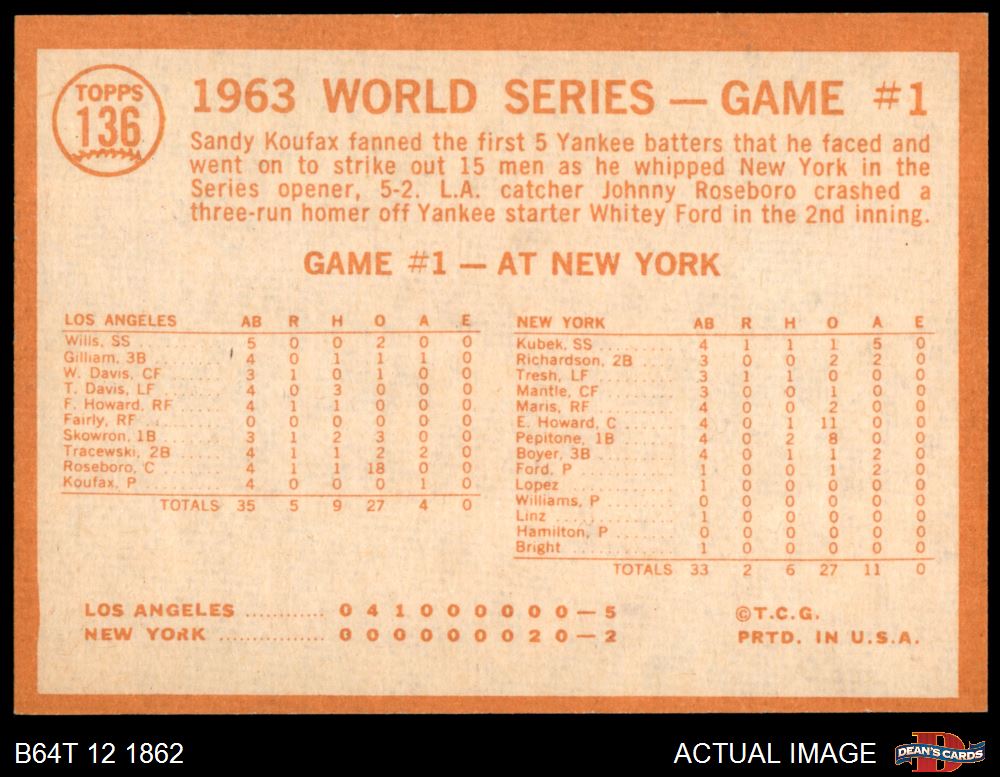 TOPPS
136
1963 WORLD SERIES — GAME #1
Sandy Koufax fanned the first 5 Yankee batters that he faced and
went on to strike out 15 men as he whipped New York in the
Series opener, 5-2. L.A. catcher Johnny Roseboro crashed a
three-run homer off Yankee starter Whitey Ford in the 2nd inning.
GAME #1 — AT NEW YORK
LOS ANGELES AB R H O A E
Wills, SS 5 0 0 2 0 0
Gilliam, 3B 4 0 1 1 1 0
W. Davis, CF 3 1 0 1 0 0
T. Davis, LF 4 0 3 0 0 0
F. Howard, RF 4 1 1 0 0 0
Fairly, RF 0 0 0 0 0 0
Skowron, 1B 3 1 2 3 0 0
Tracewski, 2B 4 1 1 2 2 0
Roseboro, C 4 1 1 18 0 0
Koufax, P 4 0 0 0 1 0
TOTALS 35 5 9 27 4 0
NEW YORK AB R H O A E
Kubek, SS 4 1 1 1 5 0
Richardson, 2B 3 0 0 2 2 0
Tresh, LF 3 1 1 0 0 0
Mantle, CF 3 0 0 1 0 0
Maris, RF 4 0 0 2 0 0
E. Howard, C 4 0 1 11 0 0
Pepitone, 1B 4 0 2 8 0 0
Boyer, 3B 4 0 1 1 2 0
Ford, P 1 0 0 1 2 0
Lopez 1 0 0 0 0 0
Williams, P 0 0 0 0 0 0
Linz 1 0 0 0 0 0
Hamilton, P 0 0 0 0 0 0
Bright 1 0 0 0 0 0
TOTALS 33 2 6 27 11 0
LOS ANGELES ........... 0 4 1 0 0 0 0 0 0 — 5
NEW YORK .............. 0 0 0 0 0 0 0 2 0 — 2
©T.C.G.
PRTD. IN U.S.A.
B64T 12 1862
ACTUAL IMAGE
DEAN'S CARDS